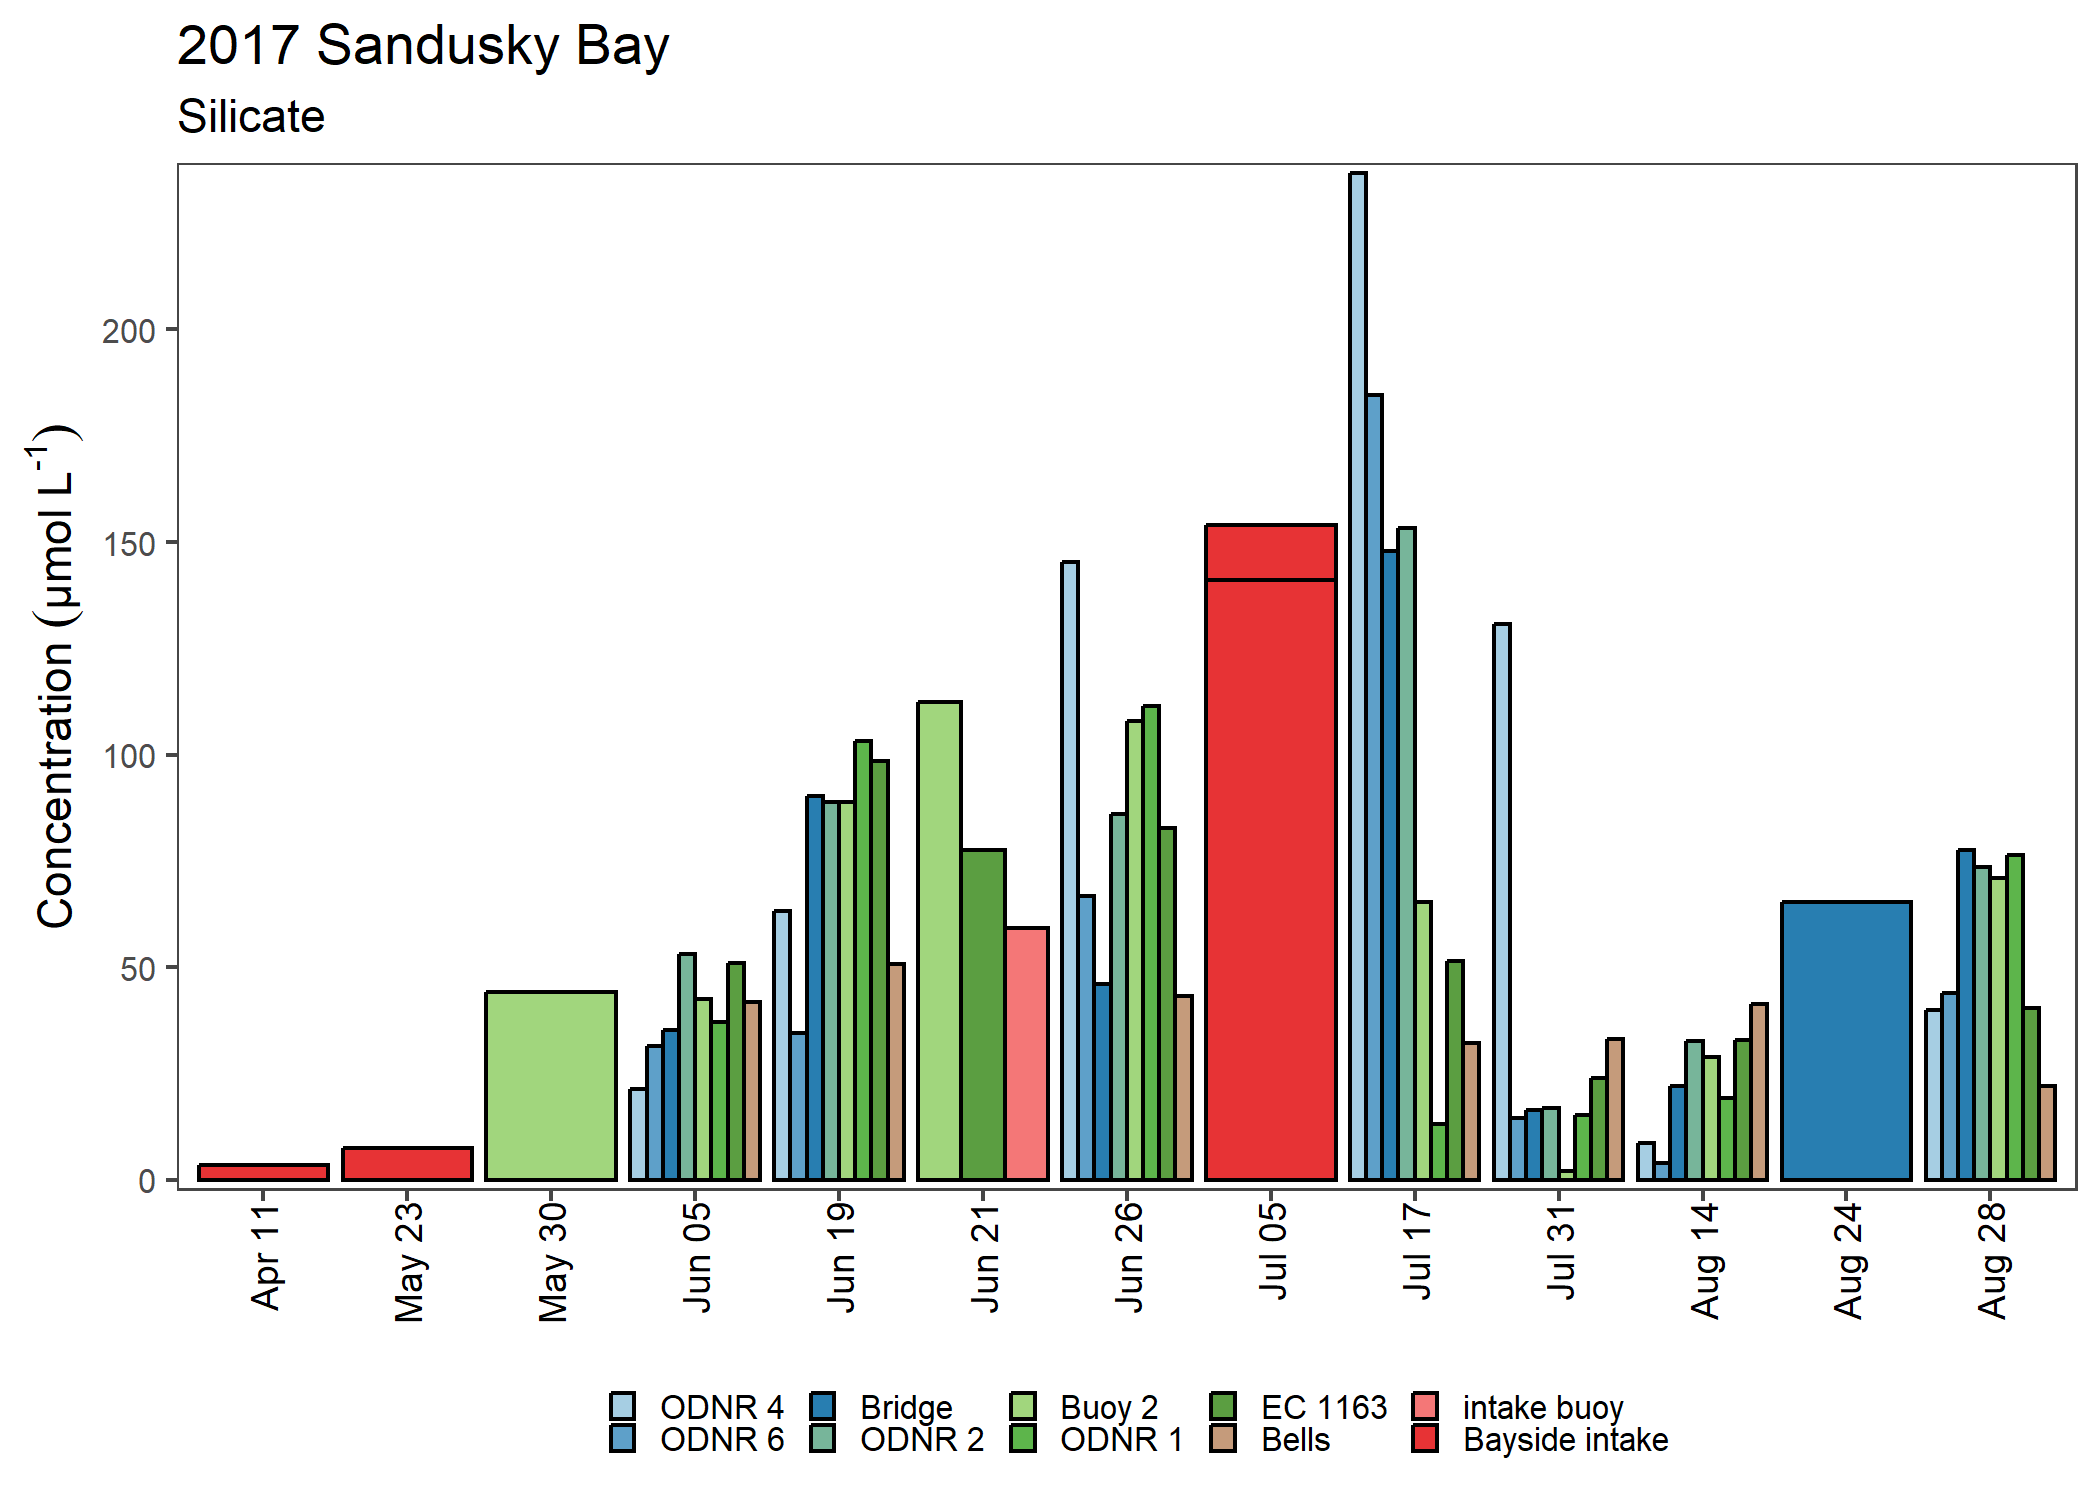 2017 Sandusky Bay
Silicate
Concentration (µmol L⁻¹)
200
150
100
50
0
Apr 11
May 23
May 30
Jun 05
Jun 19
Jun 21
Jun 26
Jul 05
Jul 17
Jul 31
Aug 14
Aug 24
Aug 28
ODNR 4 Bridge Buoy 2 EC 1163 intake buoy
ODNR 6 ODNR 2 ODNR 1 Bells Bayside intake